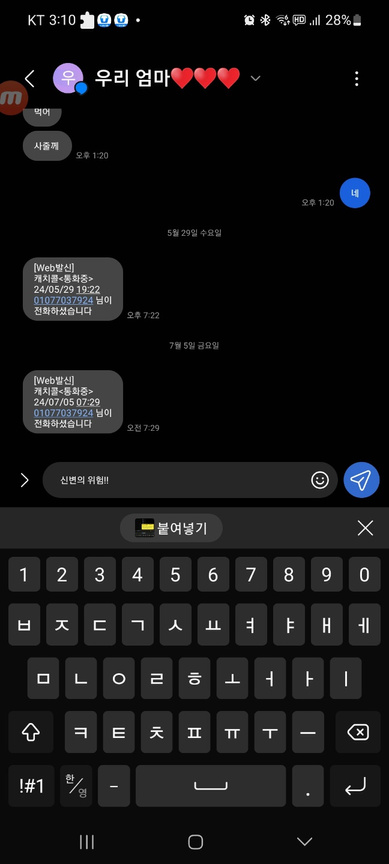 KT 3:10
HD
28%
우 우리 엄마❤️❤️❤️
먹어
사줄께
오후 1:20
네
오후 1:20
5월 29일 수요일
[Web발신]
캐치콜<통화중>
24/05/29 19:22
01077037924 님이
전화하셨습니다
오후 7:22
7월 5일 금요일
[Web발신]
캐치콜<통화중>
24/07/05 07:29
01077037924 님이
전화하셨습니다
오전 7:29
신변의 위험!!
붙여넣기
1 2 3 4 5 6 7 8 9 0
ㅂ ㅈ ㄷ ㄱ ㅅ ㅛ ㅕ ㅑ ㅐ ㅔ
ㅁ ㄴ ㅇ ㄹ ㅎ ㅗ ㅓ ㅏ ㅣ
ㅋ ㅌ ㅊ ㅍ ㅠ ㅜ ㅡ
!#1 한/영 - .